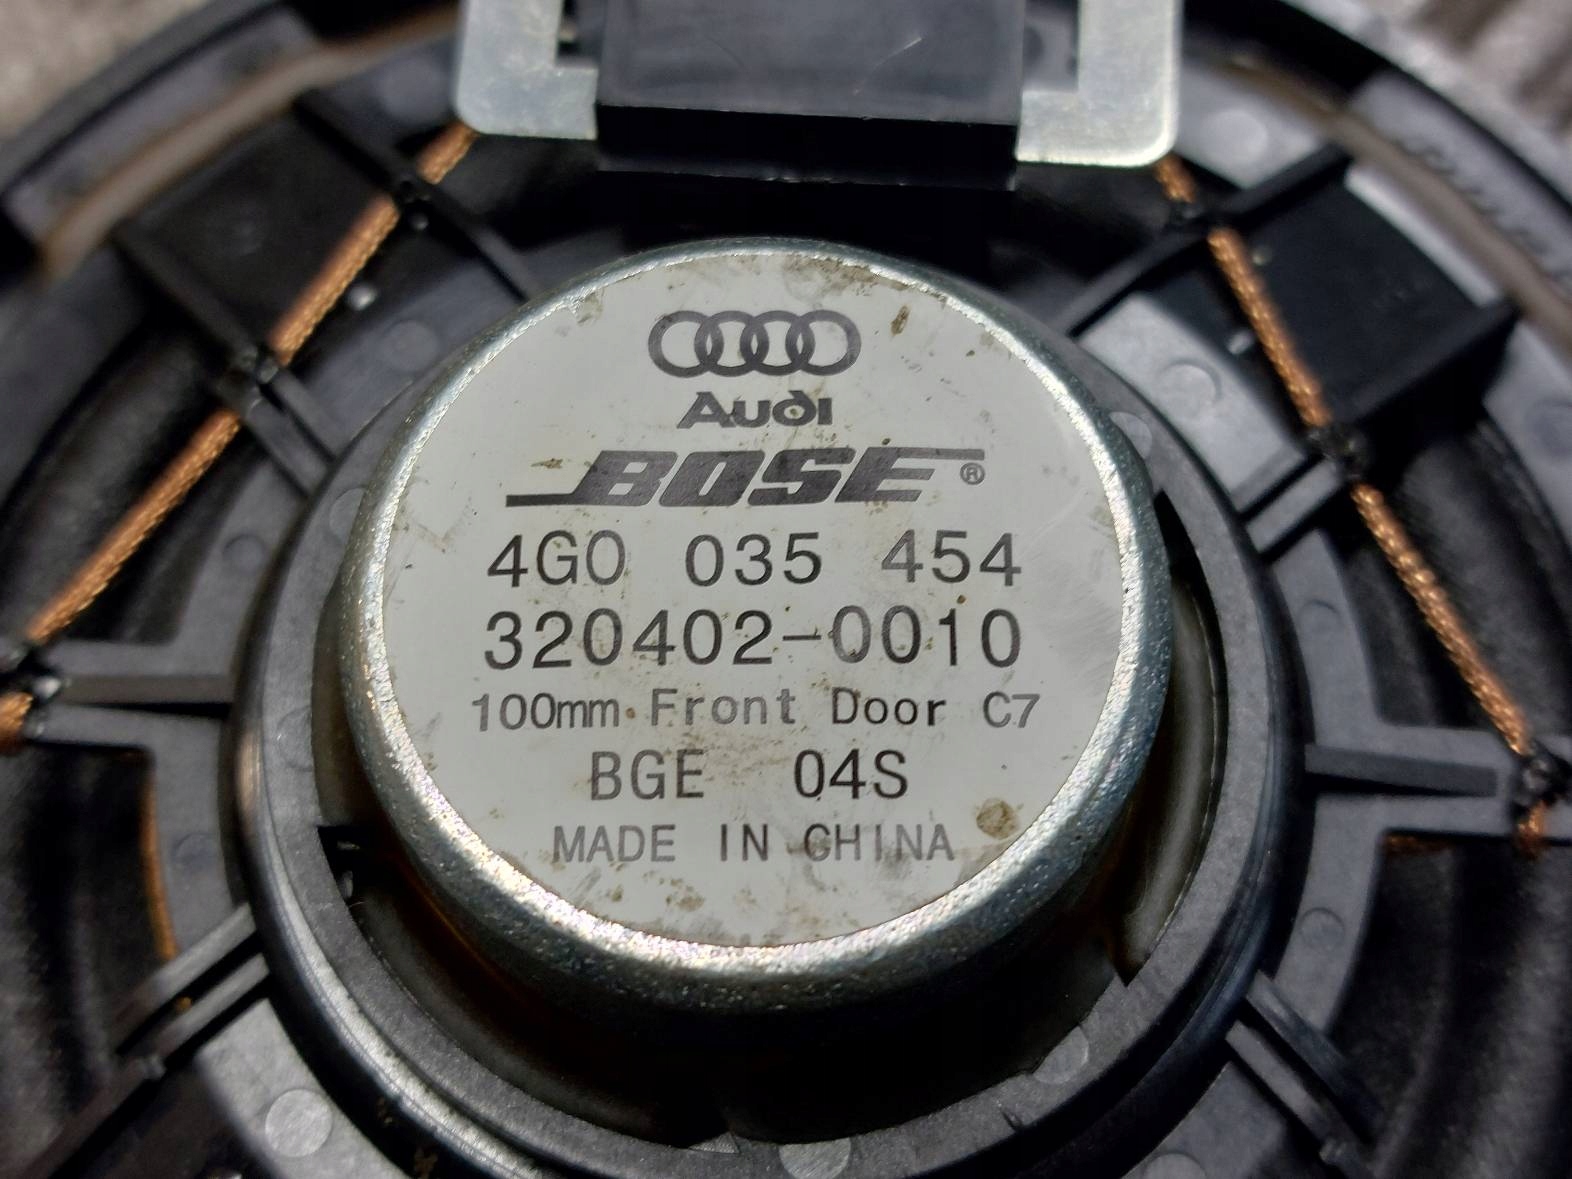 Audi
BOSE®
4G0 035 454
320402-0010
100mm Front Door C7
BGE 04S
MADE IN CHINA